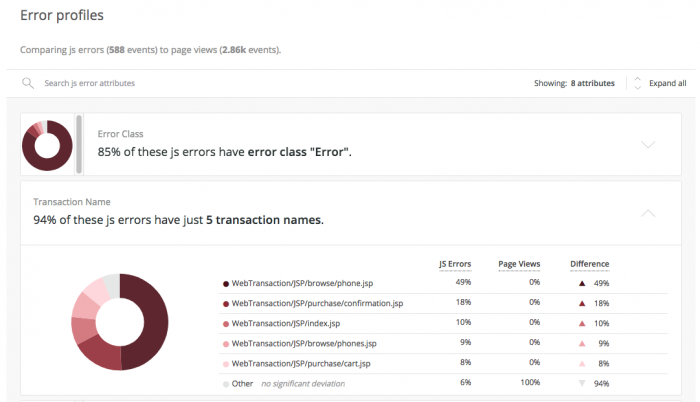 Error profiles
Comparing js errors (588 events) to page views (2.86k events).
Search js error attributes
Showing: 8 attributes
Expand all
Error Class
85% of these js errors have error class "Error".
Transaction Name
94% of these js errors have just 5 transaction names.
JS Errors Page Views Difference
WebTransaction/JSP/browse/phone.jsp 49% 0% 49%
WebTransaction/JSP/purchase/confirmation.jsp 18% 0% 18%
WebTransaction/JSP/index.jsp 10% 0% 10%
WebTransaction/JSP/browse/phones.jsp 9% 0% 9%
WebTransaction/JSP/purchase/cart.jsp 8% 0% 8%
Other no significant deviation 6% 100% 94%